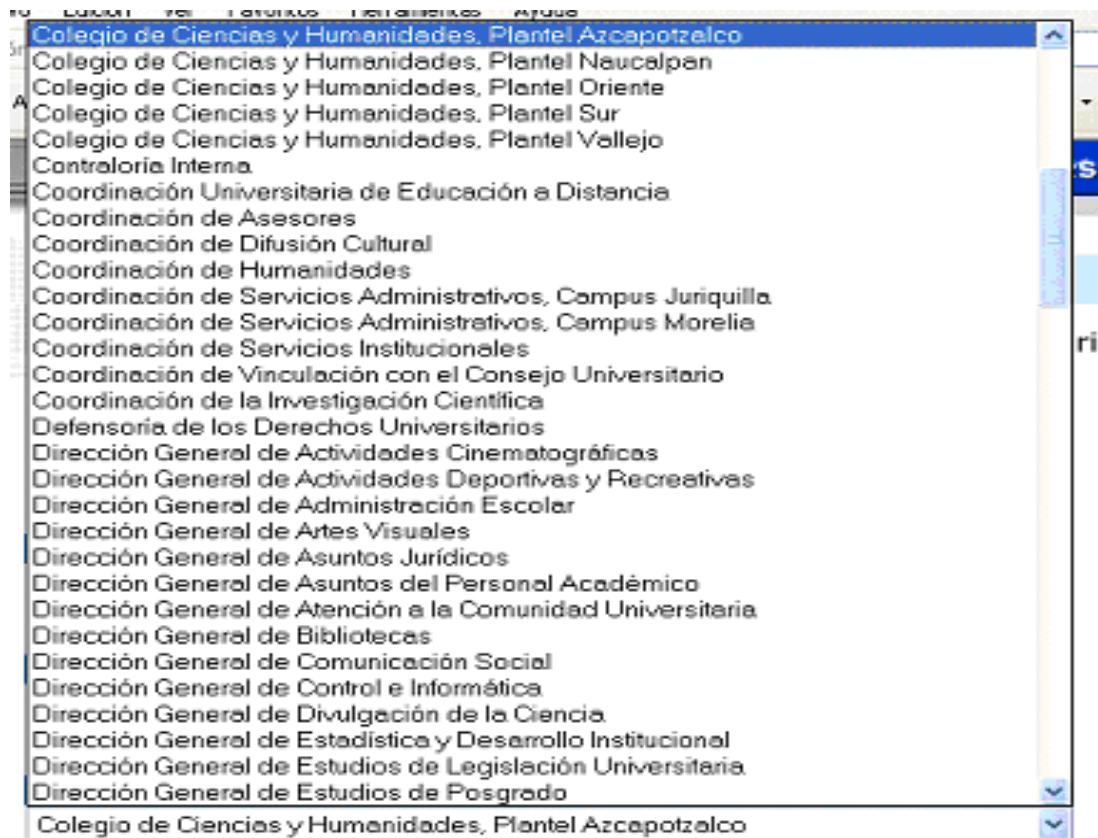 Edición Ver Favoritos Herramientas Ayuda
Colegio de Ciencias y Humanidades, Plantel Azcapotzalco
Colegio de Ciencias y Humanidades, Plantel Naucalpan
Colegio de Ciencias y Humanidades, Plantel Oriente
Colegio de Ciencias y Humanidades, Plantel Sur
Colegio de Ciencias y Humanidades, Plantel Vallejo
Contraloría Interna
Coordinación Universitaria de Educación a Distancia
Coordinación de Asesores
Coordinación de Difusión Cultural
Coordinación de Humanidades
Coordinación de Servicios Administrativos, Campus Juriquilla
Coordinación de Servicios Administrativos, Campus Morelia
Coordinación de Servicios Institucionales
Coordinación de Vinculación con el Consejo Universitario
Coordinación de la Investigación Científica
Defensoría de los Derechos Universitarios
Dirección General de Actividades Cinematográficas
Dirección General de Actividades Deportivas y Recreativas
Dirección General de Administración Escolar
Dirección General de Artes Visuales
Dirección General de Asuntos Jurídicos
Dirección General de Asuntos del Personal Académico
Dirección General de Atención a la Comunidad Universitaria
Dirección General de Bibliotecas
Dirección General de Comunicación Social
Dirección General de Control e Informática
Dirección General de Divulgación de la Ciencia
Dirección General de Estadística y Desarrollo Institucional
Dirección General de Estudios de Legislación Universitaria
Dirección General de Estudios de Posgrado
Colegio de Ciencias y Humanidades, Plantel Azcapotzalco